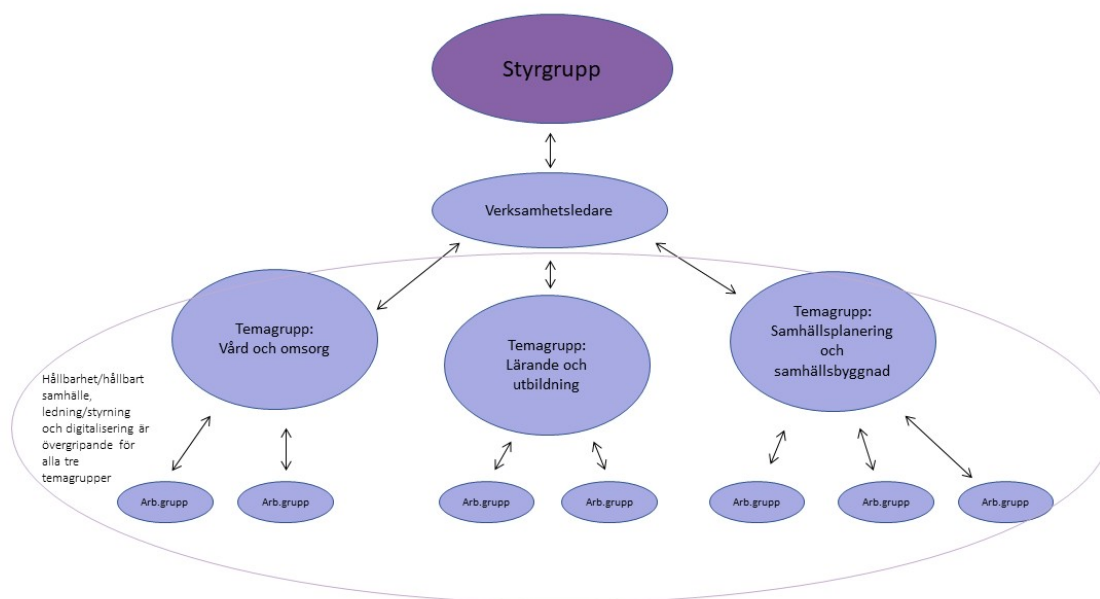 Styrgrupp
Verksamhetsledare
Temagrupp:
Vård och omsorg
Temagrupp:
Lärande och
utbildning
Temagrupp:
Samhällsplanering
och
samhällsbyggnad
Hållbarhet/hållbart
samhälle,
ledning/styrning
och digitalisering är
övergripande för
alla tre
temagrupper
Arb.grupp
Arb.grupp
Arb.grupp
Arb.grupp
Arb.grupp
Arb.grupp
Arb.grupp